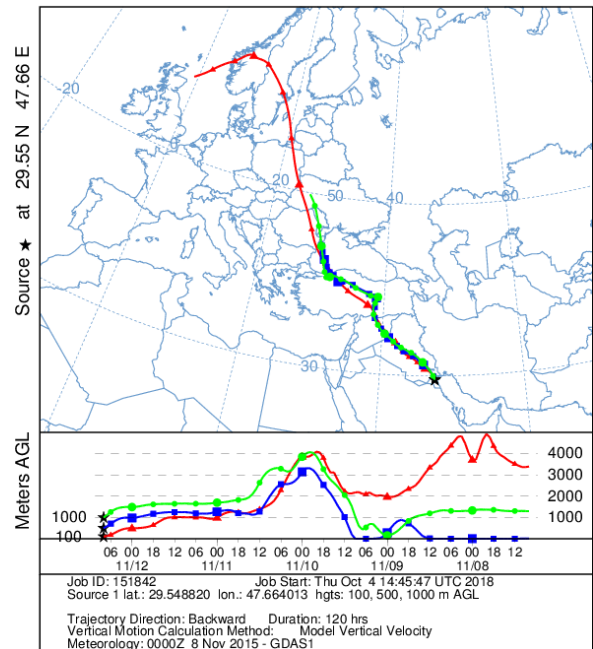 Source ★ at 29.55 N 47.66 E
20
20
50
40
60
30
Meters AGL
4000
3000
2000
1000
1000
100
06 00 18 12 06 00 18 12 06 00 18 12 06 00 18 12 06 00 18 12
11/12 11/11 11/10 11/09 11/08
Job ID: 151842 Job Start: Thu Oct 4 14:45:47 UTC 2018
Source 1 lat.: 29.548820 lon.: 47.664013 hgts: 100, 500, 1000 m AGL
Trajectory Direction: Backward Duration: 120 hrs
Vertical Motion Calculation Method: Model Vertical Velocity
Meteorology: 0000Z 8 Nov 2015 - GDAS1